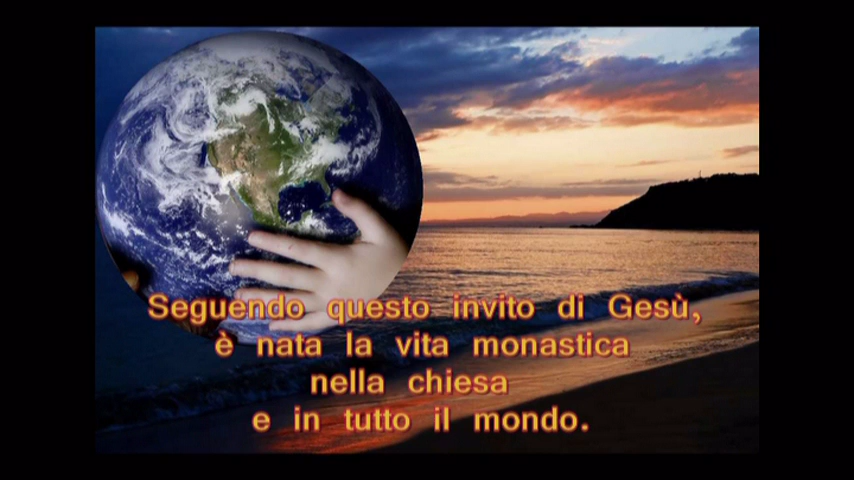 Seguendo questo invito di Gesù,
è nata la vita monastica
nella chiesa
e in tutto il mondo.